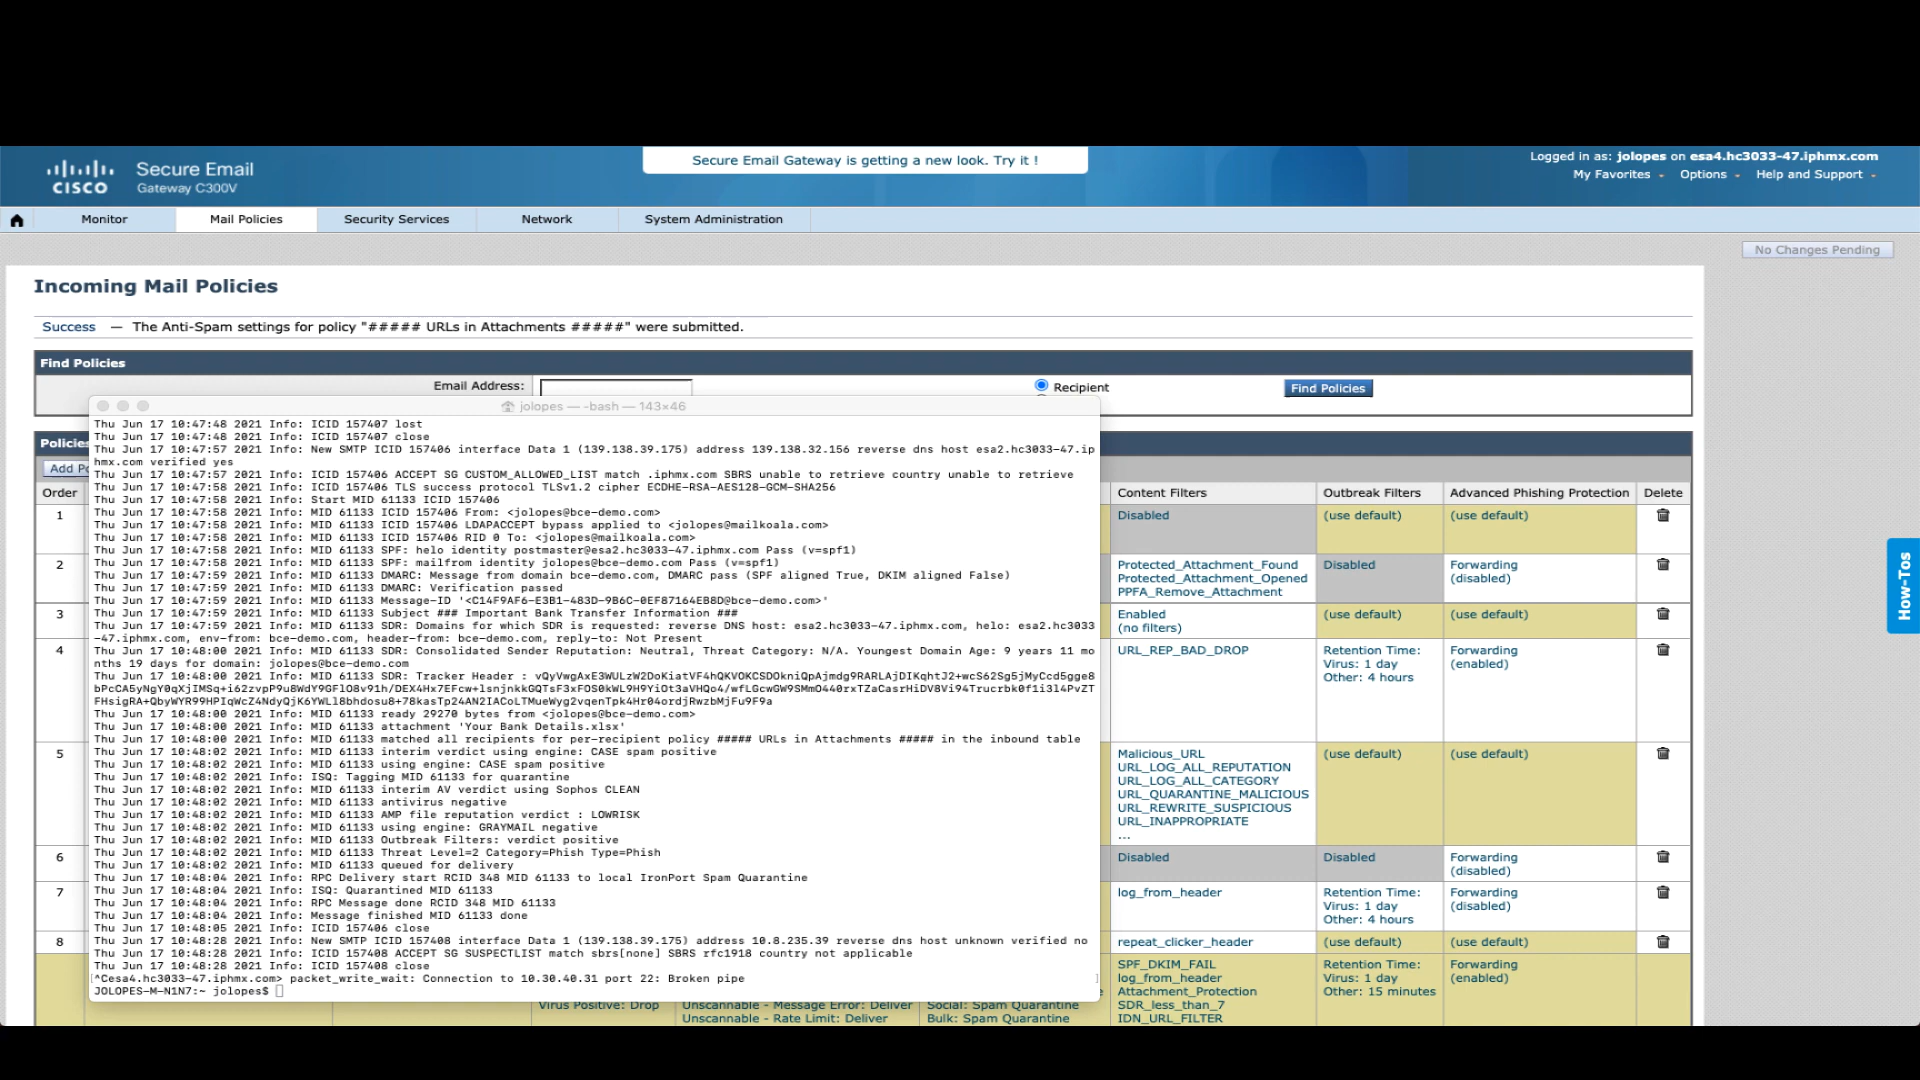 Secure Email Gateway is getting a new look. Try it !
Logged in as: jolopes on esa4.hc3033-47.iphmx.com
CISCO
Secure Email
Gateway C300V
My Favorites
Options
Help and Support
Monitor
Mail Policies
Security Services
Network
System Administration
No Changes Pending
Incoming Mail Policies
Success — The Anti-Spam settings for policy "##### URLs in Attachments #####" were submitted.
Find Policies
Email Address:
Recipient
Find Policies
Policies
Add Po
Order
Content Filters
Outbreak Filters
Advanced Phishing Protection
Delete
jolopes — -bash — 143×46
Thu Jun 17 10:47:48 2021 Info: ICID 157407 lost
Thu Jun 17 10:47:48 2021 Info: ICID 157407 close
Thu Jun 17 10:47:57 2021 Info: New SMTP ICID 157406 interface Data 1 (139.138.39.175) address 139.138.32.156 reverse dns host esa2.hc3033-47.ip
hmx.com verified yes
Thu Jun 17 10:47:57 2021 Info: ICID 157406 ACCEPT SG CUSTOM_ALLOWED_LIST match .iphmx.com SBRS unable to retrieve country unable to retrieve
Thu Jun 17 10:47:58 2021 Info: ICID 157406 TLS success protocol TLSv1.2 cipher ECDHE-RSA-AES128-GCM-SHA256
Thu Jun 17 10:47:58 2021 Info: Start MID 61133 ICID 157406
Thu Jun 17 10:47:58 2021 Info: MID 61133 ICID 157406 From: <jolopes@bce-demo.com>
Thu Jun 17 10:47:58 2021 Info: MID 61133 ICID 157406 LDAPACCEPT bypass applied to <jolopes@mailkoala.com>
Thu Jun 17 10:47:58 2021 Info: MID 61133 ICID 157406 RID 0 To: <jolopes@mailkoala.com>
Thu Jun 17 10:47:58 2021 Info: MID 61133 SPF: helo identity postmaster@esa2.hc3033-47.iphmx.com Pass (v=spf1)
Thu Jun 17 10:47:58 2021 Info: MID 61133 SPF: mailfrom identity jolopes@bce-demo.com Pass (v=spf1)
Thu Jun 17 10:47:59 2021 Info: MID 61133 DMARC: Message from domain bce-demo.com, DMARC pass (SPF aligned True, DKIM aligned False)
Thu Jun 17 10:47:59 2021 Info: MID 61133 DMARC: Verification passed
Thu Jun 17 10:47:59 2021 Info: MID 61133 Message-ID '<C14F9AF6-E3B1-483D-9B6C-0EF87164EB8D@bce-demo.com>'
Thu Jun 17 10:47:59 2021 Info: MID 61133 Subject ### Important Bank Transfer Information ###
Thu Jun 17 10:47:59 2021 Info: MID 61133 SDR: Domains for which SDR is requested: reverse DNS host: esa2.hc3033-47.iphmx.com, helo: esa2.hc3033
-47.iphmx.com, env-from: bce-demo.com, header-from: bce-demo.com, reply-to: Not Present
Thu Jun 17 10:48:00 2021 Info: MID 61133 SDR: Consolidated Sender Reputation: Neutral, Threat Category: N/A. Youngest Domain Age: 9 years 11 mo
nths 19 days for domain: jolopes@bce-demo.com
Thu Jun 17 10:48:00 2021 Info: MID 61133 SDR: Tracker Header :
Thu Jun 17 10:48:00 2021 Info: MID 61133 ready 29270 bytes from <jolopes@bce-demo.com>
Thu Jun 17 10:48:00 2021 Info: MID 61133 attachment 'Your Bank Details.xlsx'
Thu Jun 17 10:48:00 2021 Info: MID 61133 matched all recipients for per-recipient policy ##### URLs in Attachments ##### in the inbound table
Thu Jun 17 10:48:02 2021 Info: MID 61133 interim verdict using engine: CASE spam positive
Thu Jun 17 10:48:02 2021 Info: MID 61133 using engine: CASE spam positive
Thu Jun 17 10:48:02 2021 Info: ISQ: Tagging MID 61133 for quarantine
Thu Jun 17 10:48:02 2021 Info: MID 61133 interim AV verdict using Sophos CLEAN
Thu Jun 17 10:48:02 2021 Info: MID 61133 antivirus negative
Thu Jun 17 10:48:02 2021 Info: MID 61133 AMP file reputation verdict : LOWRISK
Thu Jun 17 10:48:02 2021 Info: MID 61133 using engine: GRAYMAIL negative
Thu Jun 17 10:48:02 2021 Info: MID 61133 Outbreak Filters: verdict positive
Thu Jun 17 10:48:02 2021 Info: MID 61133 Threat Level=2 Category=Phish Type=Phish
Thu Jun 17 10:48:02 2021 Info: MID 61133 queued for delivery
Thu Jun 17 10:48:04 2021 Info: RPC Delivery start RCID 348 MID 61133 to local IronPort Spam Quarantine
Thu Jun 17 10:48:04 2021 Info: ISQ: Quarantined MID 61133
Thu Jun 17 10:48:04 2021 Info: RPC Message done RCID 348 MID 61133
Thu Jun 17 10:48:04 2021 Info: Message finished MID 61133 done
Thu Jun 17 10:48:05 2021 Info: ICID 157406 close
Thu Jun 17 10:48:28 2021 Info: New SMTP ICID 157408 interface Data 1 (139.138.39.175) address 10.8.235.39 reverse dns host unknown verified no
Thu Jun 17 10:48:28 2021 Info: ICID 157408 ACCEPT SG SUSPECTLIST match sbrs[none] SBRS rfc1918 country not applicable
Thu Jun 17 10:48:28 2021 Info: ICID 157408 close
^Cesa4.hc3033-47.iphmx.com> packet_write_wait: Connection to 10.30.40.31 port 22: Broken pipe
JOLOPES-M-N1N7:~ jolopes$
1
Disabled
(use default)
(use default)
2
Protected_Attachment_Found
Protected_Attachment_Opened
PPFA_Remove_Attachment
Disabled
Forwarding
(disabled)
3
Enabled
(no filters)
(use default)
(use default)
4
URL_REP_BAD_DROP
Retention Time:
Virus: 1 day
Other: 4 hours
Forwarding
(enabled)
5
Malicious_URL
URL_LOG_ALL_REPUTATION
URL_LOG_ALL_CATEGORY
URL_QUARANTINE_MALICIOUS
URL_REWRITE_SUSPICIOUS
URL_INAPPROPRIATE
...
(use default)
(use default)
6
Disabled
Disabled
Forwarding
(disabled)
7
log_from_header
Retention Time:
Virus: 1 day
Other: 4 hours
Forwarding
(disabled)
8
repeat_clicker_header
(use default)
(use default)
Virus Positive: Drop
Unscannable - Message Error: Deliver
Unscannable - Rate Limit: Deliver
Social: Spam Quarantine
Bulk: Spam Quarantine
SPF_DKIM_FAIL
log_from_header
Attachment_Protection
SDR_less_than_7
IDN_URL_FILTER
Retention Time:
Virus: 1 day
Other: 15 minutes
Forwarding
(enabled)
How-Tos